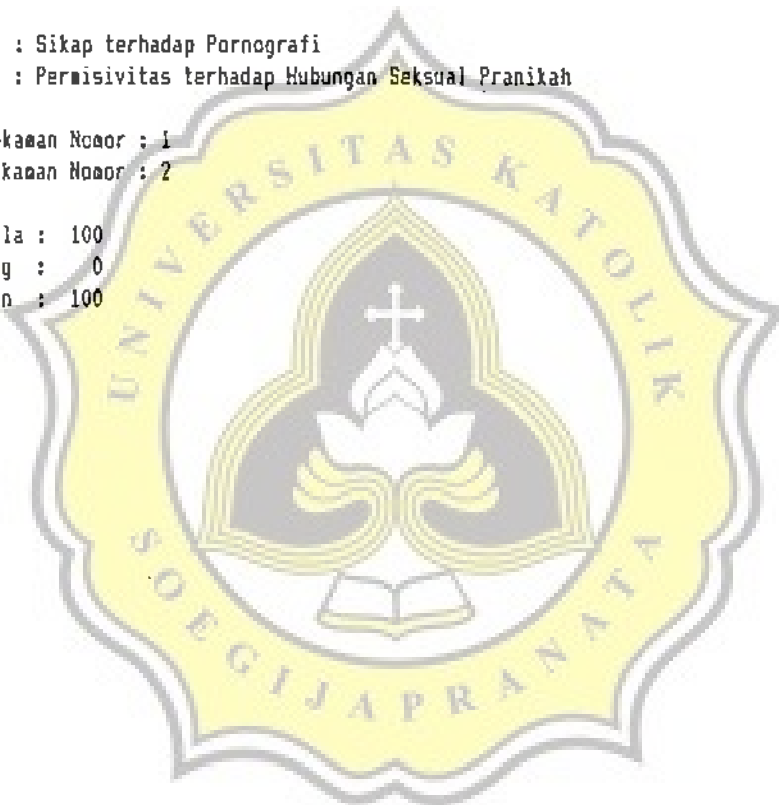 : Sikap terhadap Pornografi
: Permisivitas terhadap Hubungan Seksual Pranikah
kaman Nomor : 1
kaman Nomor : 2
la : 100
g : 0
n : 100
UNIVERSITAS KATOLIK
SOEGIJAPRANATA